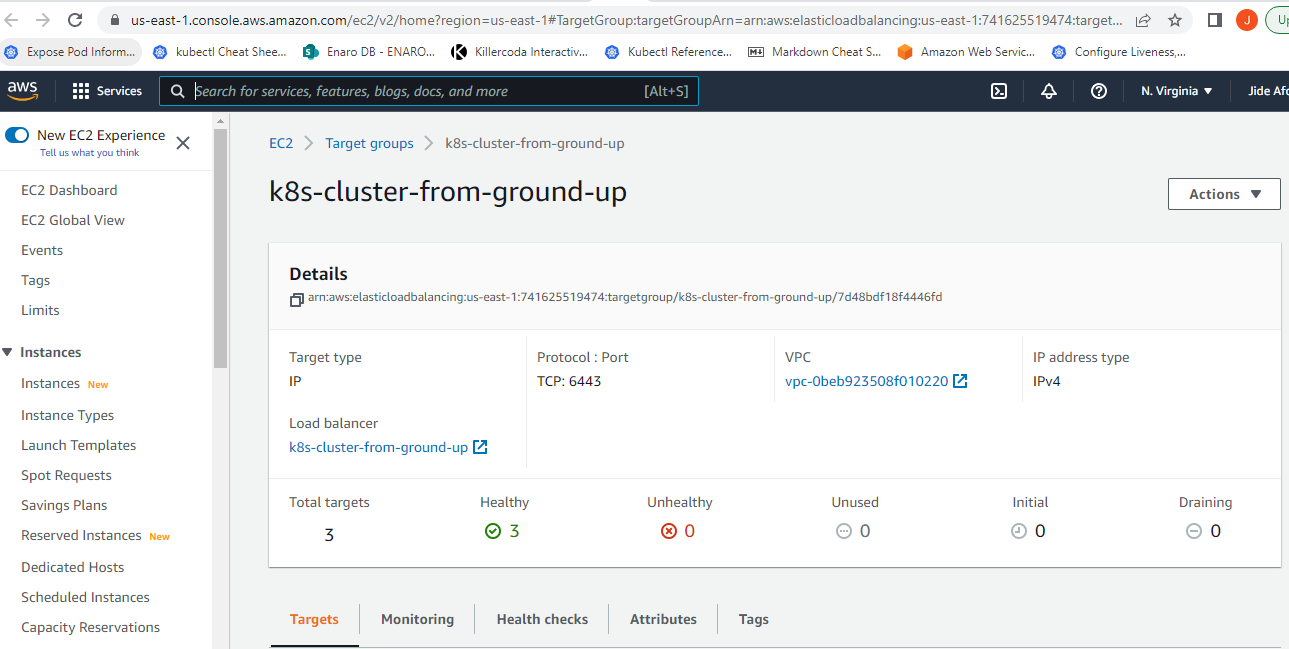 us-east-1.console.aws.amazon.com/ec2/v2/home?region=us-east-1#TargetGroup:targetGroupArn=arn:aws:elasticloadbalancing:us-east-1:741625519474:target...
J
Up
Expose Pod Inform...
kubectl Cheat Shee...
Enaro DB - ENARO...
Killercoda Interactiv...
Kubectl Reference...
Markdown Cheat S...
Amazon Web Servic...
Configure Liveness,...
aws
Services
Search for services, features, blogs, docs, and more
[Alt+S]
N. Virginia
Jide Afo
New EC2 Experience
Tell us what you think
EC2 Dashboard
EC2 Global View
Events
Tags
Limits
Instances
Instances New
Instance Types
Launch Templates
Spot Requests
Savings Plans
Reserved Instances New
Dedicated Hosts
Scheduled Instances
Capacity Reservations
EC2
Target groups
k8s-cluster-from-ground-up
k8s-cluster-from-ground-up
Actions
Details
arn:aws:elasticloadbalancing:us-east-1:741625519474:targetgroup/k8s-cluster-from-ground-up/7d48bdf18f4446fd
Target type
IP
Protocol : Port
TCP: 6443
VPC
vpc-0beb923508f010220
IP address type
IPv4
Load balancer
k8s-cluster-from-ground-up
Total targets
3
Healthy
3
Unhealthy
0
Unused
0
Initial
0
Draining
0
Targets
Monitoring
Health checks
Attributes
Tags